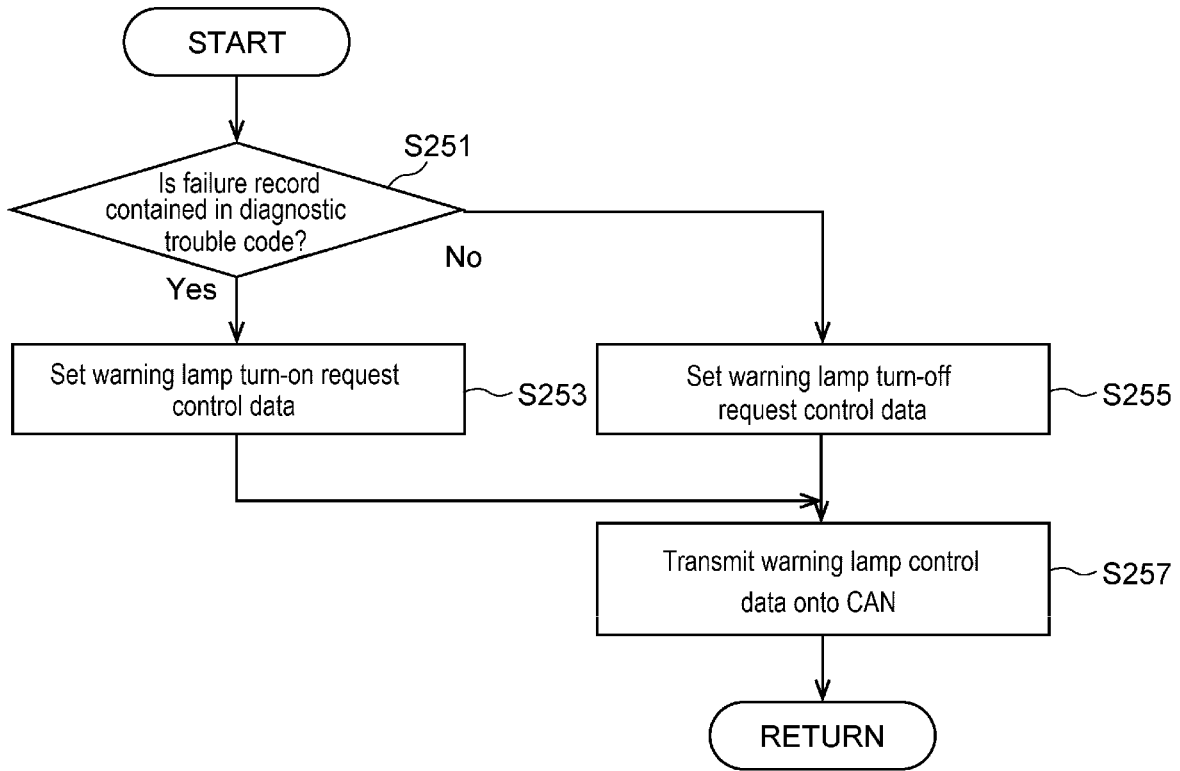 START
S251
Is failure record
contained in diagnostic
trouble code?
No
Yes
Set warning lamp turn-on request
control data
S253
Set warning lamp turn-off
request control data
S255
Transmit warning lamp control
data onto CAN
S257
RETURN